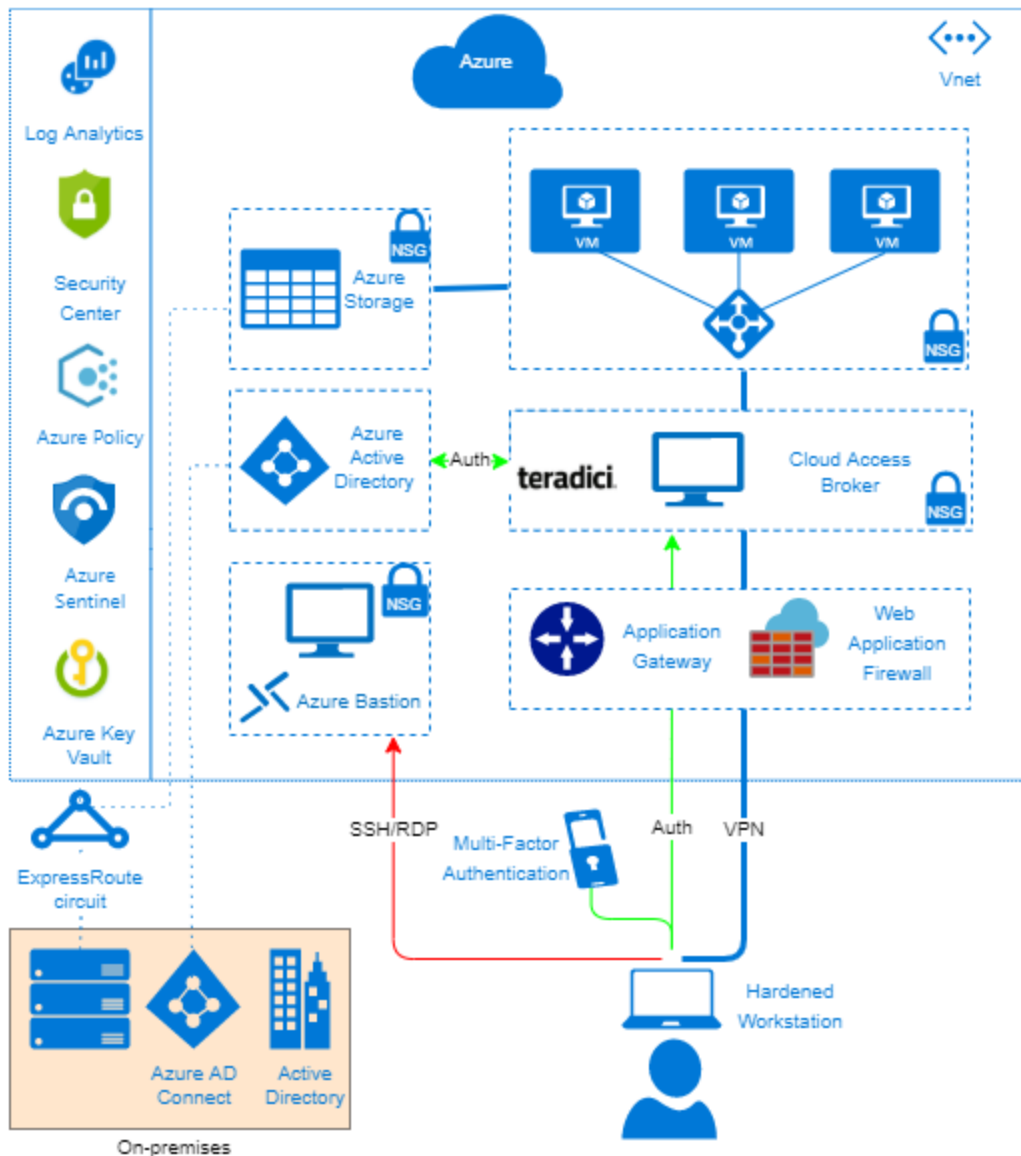 Azure
Vnet
Log Analytics
Security
Center
Azure Policy
Azure
Sentinel
Azure Key
Vault
VM
VM
VM
NSG
NSG
Azure
Storage
Azure
Active
Directory
Auth
teradici
Cloud Access
Broker
NSG
NSG
Azure Bastion
Application
Gateway
Web
Application
Firewall
SSH/RDP
Multi-Factor
Authentication
Auth
VPN
ExpressRoute
circuit
Hardened
Workstation
Azure AD
Connect
Active
Directory
On-premises